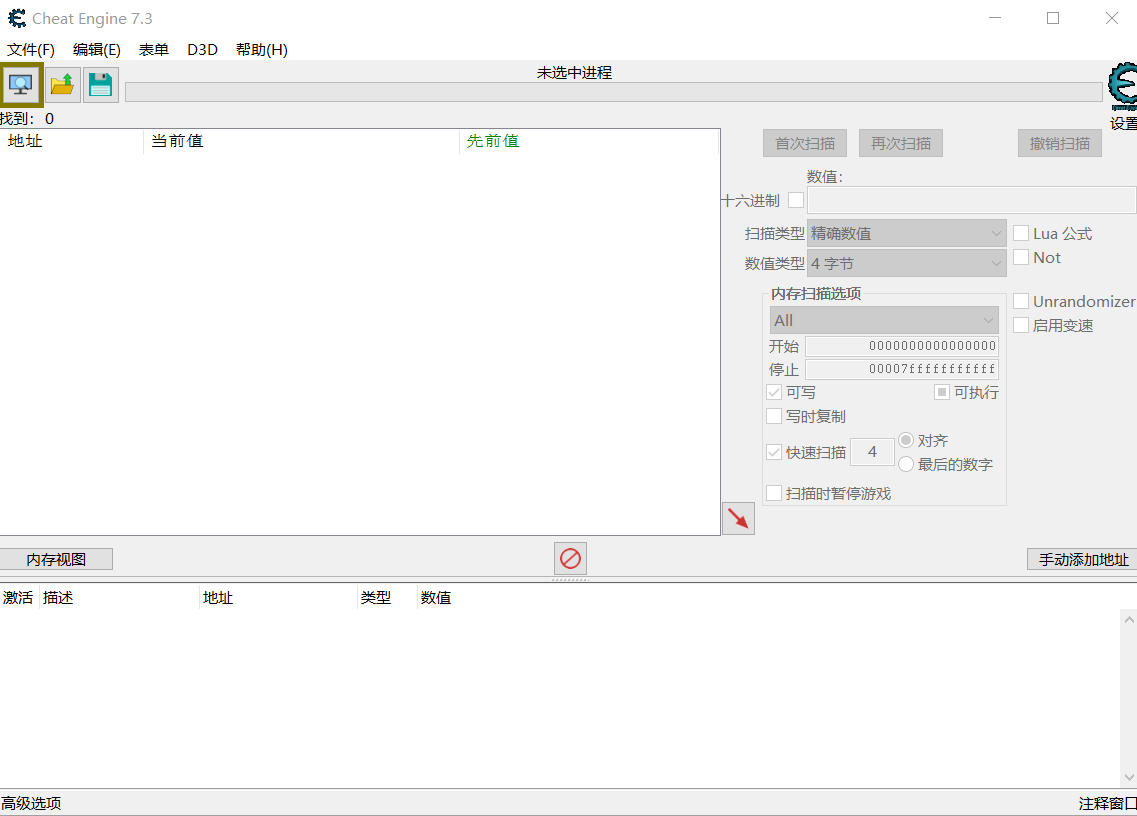 Cheat Engine 7.3
文件(F) 编辑(E) 表单 D3D 帮助(H)
未选中进程
找到: 0
设置
地址 当前值 先前值
首次扫描 再次扫描 撤销扫描
数值:
十六进制
扫描类型 精确数值 Lua 公式
数值类型 4 字节 Not
内存扫描选项
All
Unrandomizer
启用变速
开始 0000000000000000
停止 00007fffffffffff
可写 可执行
写时复制
快速扫描 4 对齐
最后的数字
扫描时暂停游戏
内存视图 手动添加地址
激活 描述 地址 类型 数值
高级选项 注释窗口